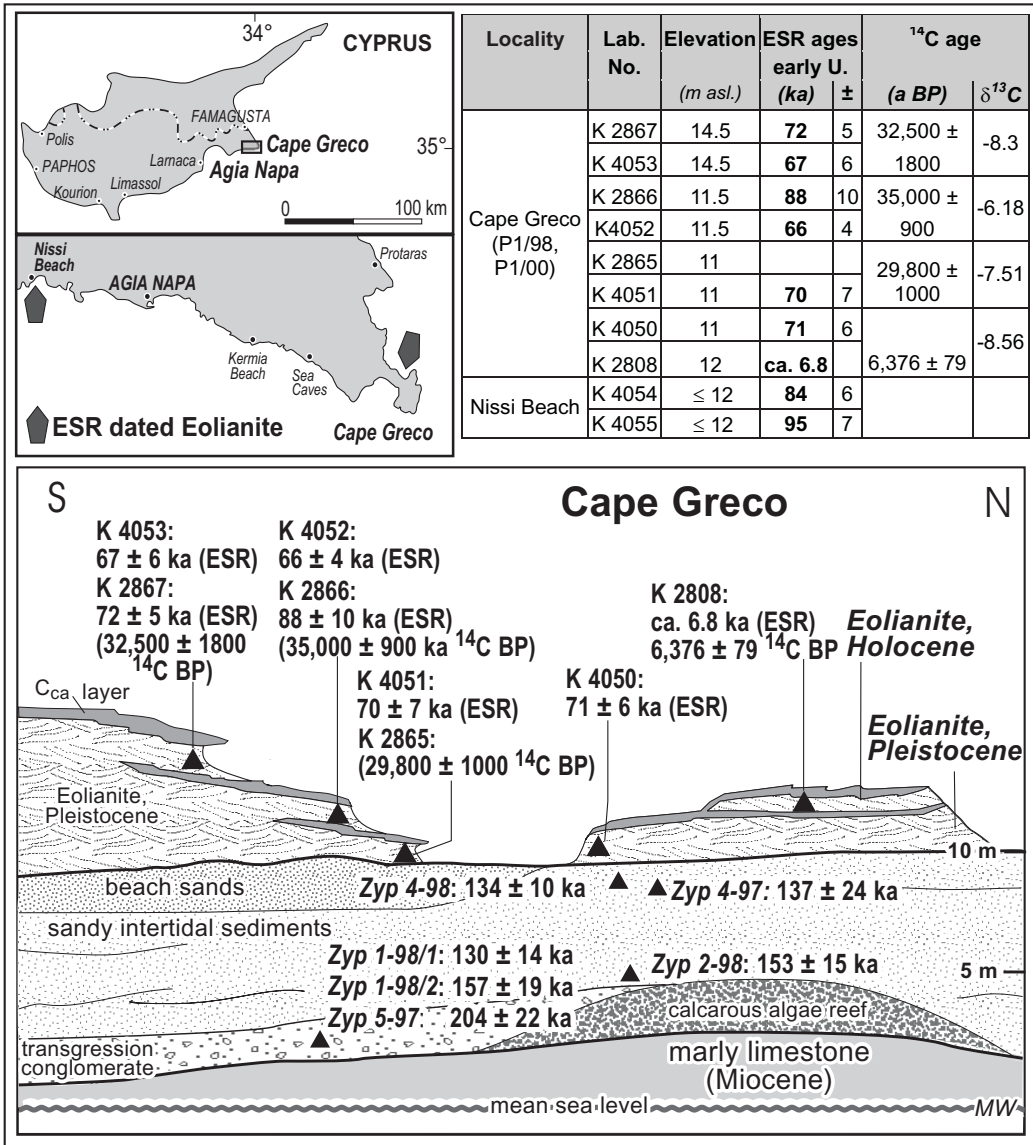 34°
CYPRUS
FAMAGUSTA
Polis
Cape Greco
35°
PAPHOS
Larnaca
Agia Napa
Limassol
Kourion
0 100 km
Nissi
Beach
Protaras
AGIA NAPA
Kermia
Beach
Sea
Caves
ESR dated Eolianite
Cape Greco
Locality Lab. No. Elevation (m asl.) ESR ages early U. (ka) ± ¹⁴C age (a BP) δ¹³C
Cape Greco (P1/98, P1/00)
K 2867 14.5 72 5 32,500 ± -8.3
K 4053 14.5 67 6 1800
K 2866 11.5 88 10 35,000 ± -6.18
K4052 11.5 66 4 900
K 2865 11 29,800 ± -7.51
K 4051 11 70 7 1000
K 4050 11 71 6 -8.56
K 2808 12 ca. 6.8 6,376 ± 79
Nissi Beach K 4054 ≤ 12 84 6
K 4055 ≤ 12 95 7
S
Cape Greco
N
K 4053:
67 ± 6 ka (ESR)
K 2867:
72 ± 5 ka (ESR)
(32,500 ± 1800
¹⁴C BP)
K 4052:
66 ± 4 ka (ESR)
K 2866:
88 ± 10 ka (ESR)
(35,000 ± 900 ka ¹⁴C BP)
K 4051:
70 ± 7 ka (ESR)
K 2865:
(29,800 ± 1000 ¹⁴C BP)
K 4050:
71 ± 6 ka (ESR)
K 2808:
ca. 6.8 ka (ESR)
6,376 ± 79 ¹⁴C BP
Eolianite,
Holocene
Eolianite,
Pleistocene
Cca layer
Eolianite,
Pleistocene
10 m
beach sands
Zyp 4-98: 134 ± 10 ka
Zyp 4-97: 137 ± 24 ka
sandy intertidal sediments
Zyp 1-98/1: 130 ± 14 ka
Zyp 1-98/2: 157 ± 19 ka
Zyp 5-97: 204 ± 22 ka
Zyp 2-98: 153 ± 15 ka
5 m
calcarous algae reef
transgression
conglomerate
marly limestone
(Miocene)
mean sea level
MW